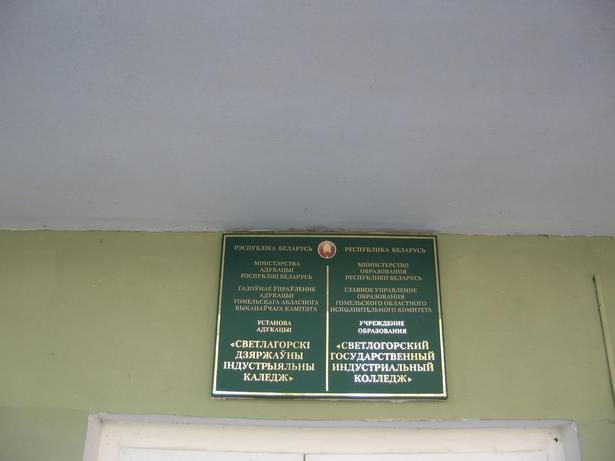 РЭСПУБЛІКА БЕЛАРУСЬ
МІНІСТЭРСТВА
АДУКАЦЫІ
РЭСПУБЛІКІ БЕЛАРУСЬ
ГАЛОЎНАЕ ЎПРАЎЛЕННЕ
АДУКАЦЫІ
ГОМЕЛЬСКАГА АБЛАСНОГА
ВЫКАНАЎЧАГА КАМІТЭТА
УСТАНОВА
АДУКАЦЫІ
«СВЕТЛАГОРСКІ
ДЗЯРЖАЎНЫ
ІНДУСТРЫЯЛЬНЫ
КАЛЕДЖ»
РЕСПУБЛИКА БЕЛАРУСЬ
МИНИСТЕРСТВО
ОБРАЗОВАНИЯ
РЕСПУБЛИКИ БЕЛАРУСЬ
ГЛАВНОЕ УПРАВЛЕНИЕ
ОБРАЗОВАНИЯ
ГОМЕЛЬСКОГО ОБЛАСТНОГО
ИСПОЛНИТЕЛЬНОГО КОМИТЕТА
УЧРЕЖДЕНИЕ
ОБРАЗОВАНИЯ
«СВЕТЛОГОРСКИЙ
ГОСУДАРСТВЕННЫЙ
ИНДУСТРИАЛЬНЫЙ
КОЛЛЕДЖ»